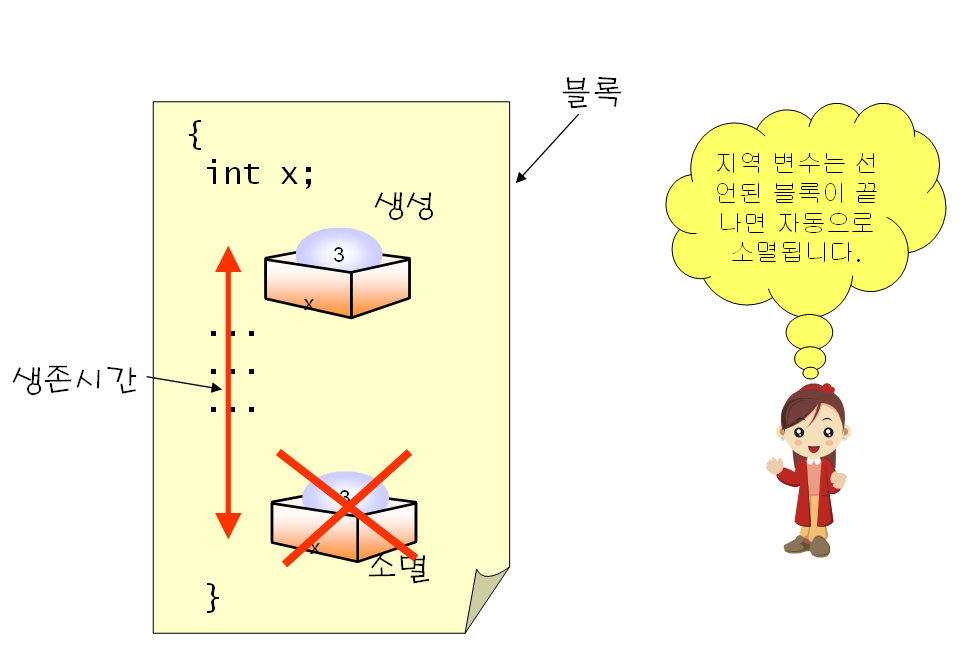 블록
{
int x;
생성
3
x
...
...
...
생존시간
3
x
소멸
}
지역 변수는 선
언된 블록이 끝
나면 자동으로
소멸됩니다.